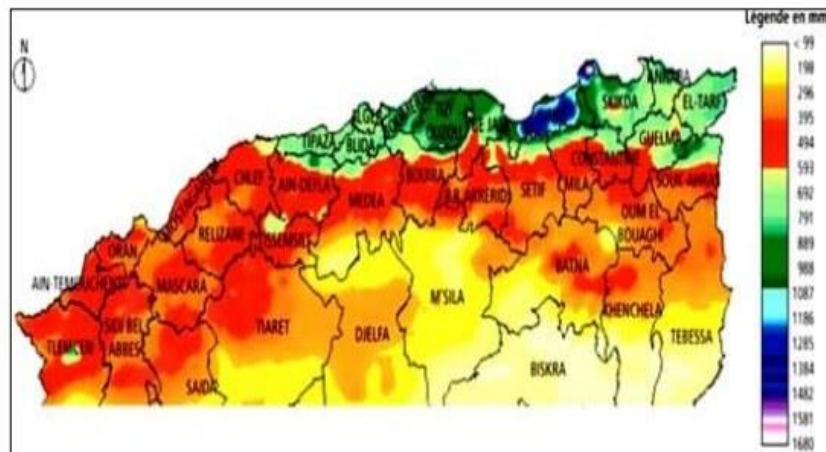 Légende en mm
N
< 99
198
296
395
494
593
692
791
889
988
1087
1186
1285
1384
1482
1581
1680
ANNABA
SKIKDA
EL-TARF
TIZI OUZOU
TIPAZA
BLIDA
GUELMA
CONSTANTINE
CHLEF
AIN-DEFLA
MEDEA
BOUIRA
SETIF
MILA
SOUK-AHRAS
MOSTAGANEM
RELIZANE
OUM EL
BOUAGHI
ORAN
AIN-TEMOUCHENT
MASCARA
BATNA
M'SILA
KHENCHELA
TIARET
DJELFA
TEBESSA
TLEMCEN
SIDI BEL
ABBES
BISKRA
SAIDA